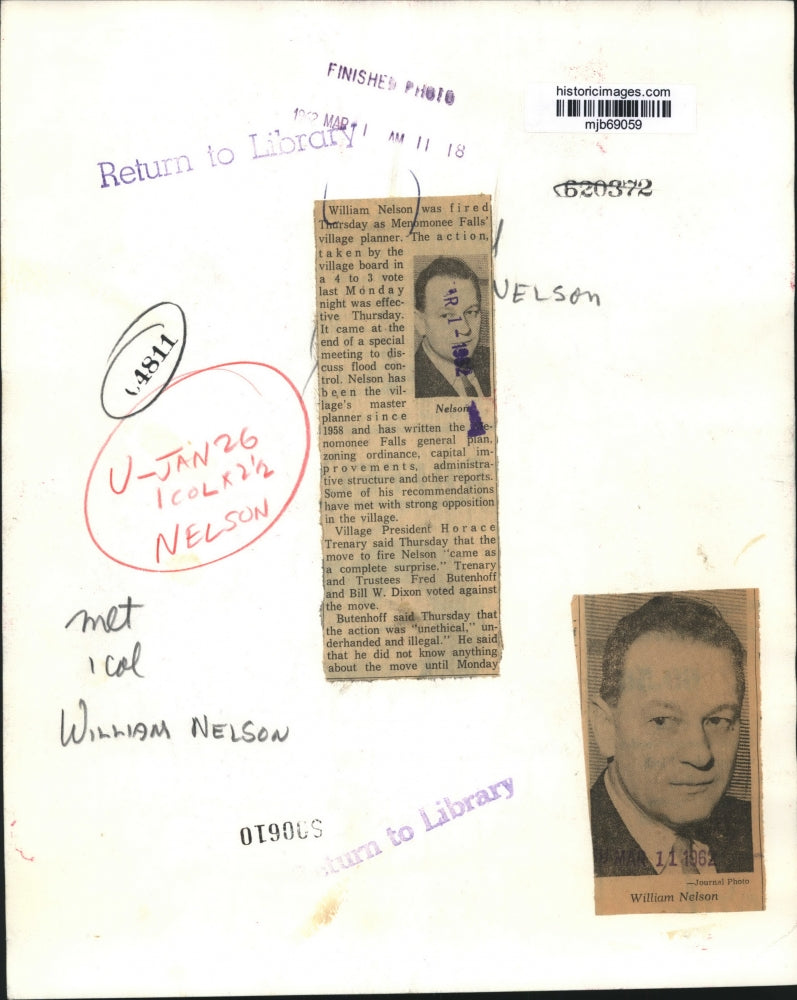 FINISHED PHOTO
1962 MAR 11 AM 11 18
Return to Library
historicimages.com
mjb69059
620372
William Nelson was fired
Thursday as Menomonee Falls'
village planner. The action,
taken by the
village board in
a 4 to 3 vote
last Monday
night was effec-
tive Thursday.
It came at the
end of a special
meeting to dis-
cuss flood con-
trol. Nelson has
been the vil-
lage's master
planner since
1958 and has written the Me-
nomonee Falls general plan,
zoning ordinance, capital im-
provements, administra-
tive structure and other reports.
Some of his recommendations
have met with strong opposition
in the village.
Village President Horace
Trenary said Thursday that the
move to fire Nelson "came as
a complete surprise." Trenary
and Trustees Fred Butenhoff
and Bill W. Dixon voted against
the move.
Butenhoff said Thursday that
the action was "unethical," un-
derhanded and illegal." He said
that he did not know anything
about the move until Monday
Nelson
NELSON
4811
U-JAN 26
1 COL X 2 1/2
NELSON
met
1 col
WILLIAM NELSON
Return to Library
MAR 11 1962
—Journal Photo
William Nelson